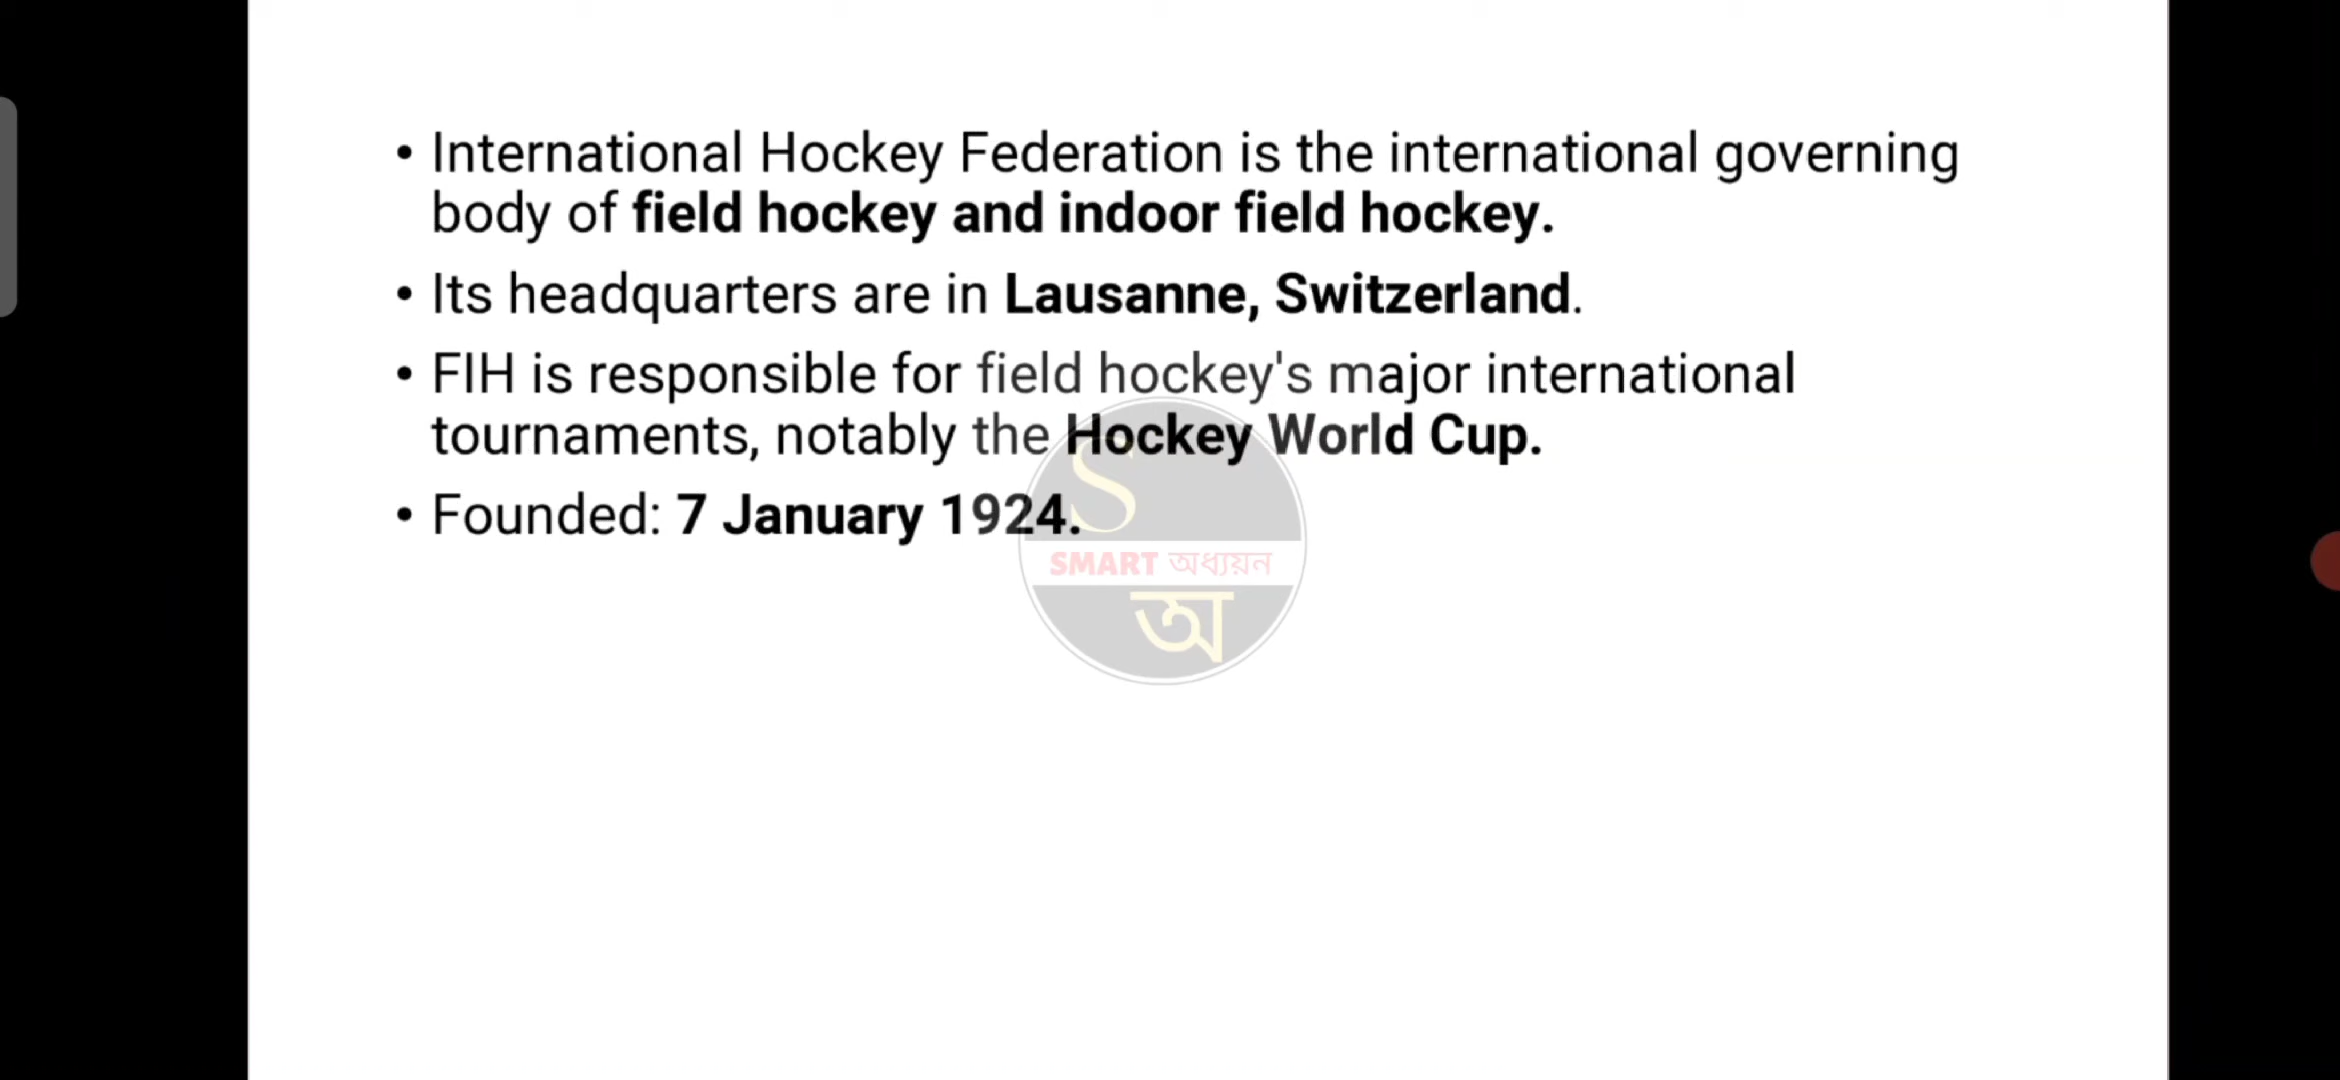 • International Hockey Federation is the international governing
body of field hockey and indoor field hockey.
• Its headquarters are in Lausanne, Switzerland.
• FIH is responsible for field hockey's major international
tournaments, notably the Hockey World Cup.
• Founded: 7 January 1924.
S
SMART অধ্যয়ন
অ